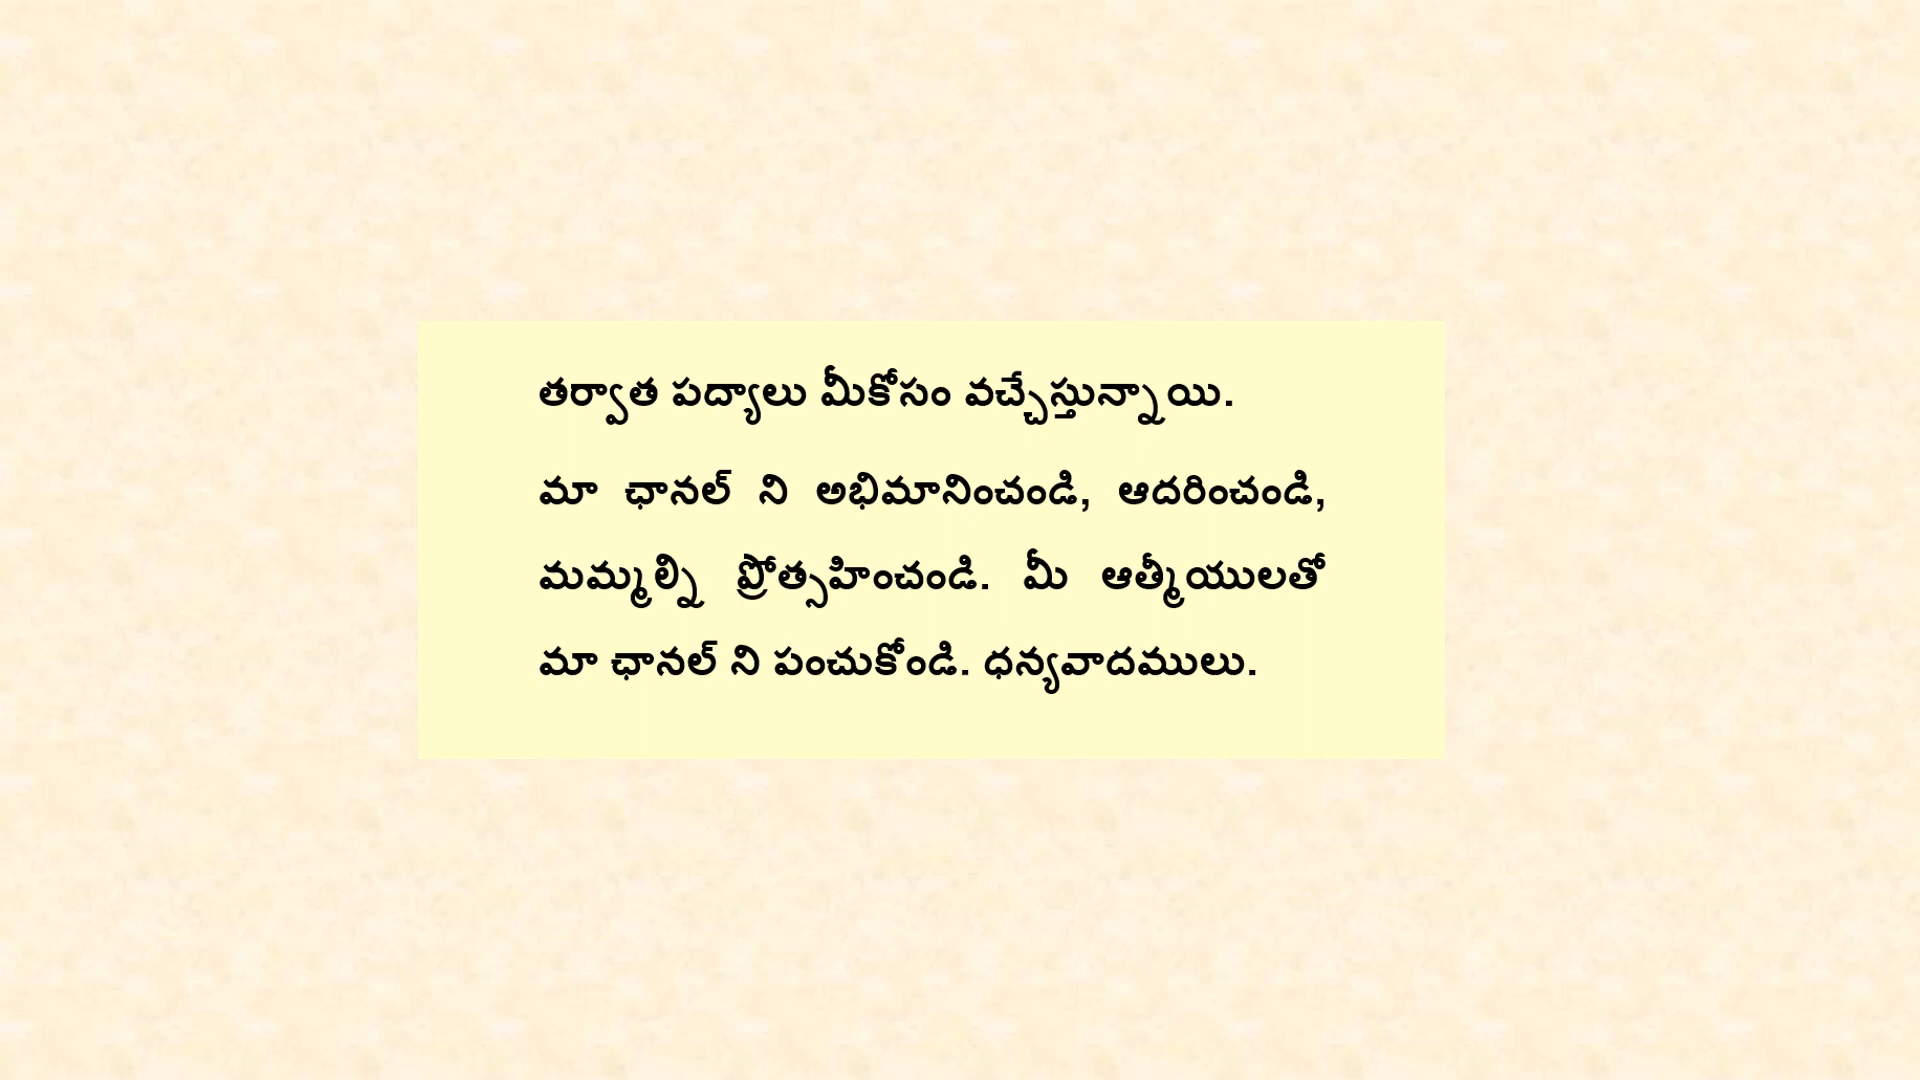 తర్వాత పద్యాలు మీకోసం వచ్చేస్తున్నాయి.
మా ఛానల్ ని అభిమానించండి, ఆదరించండి,
మమ్మల్ని ప్రోత్సహించండి. మీ ఆత్మీయులతో
మా ఛానల్ ని పంచుకోండి. ధన్యవాదములు.